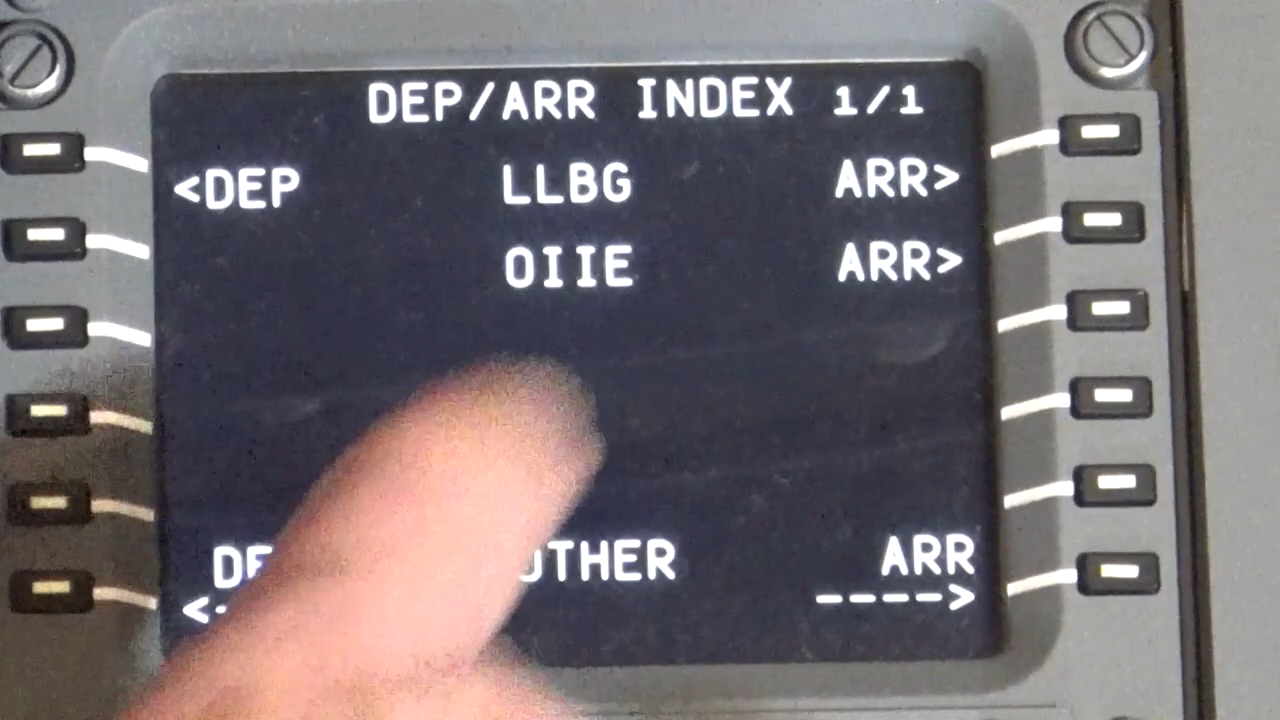 DEP/ARR INDEX 1/1
<DEP LLBG ARR>
OIIE ARR>
OTHER ARR
<- ---->